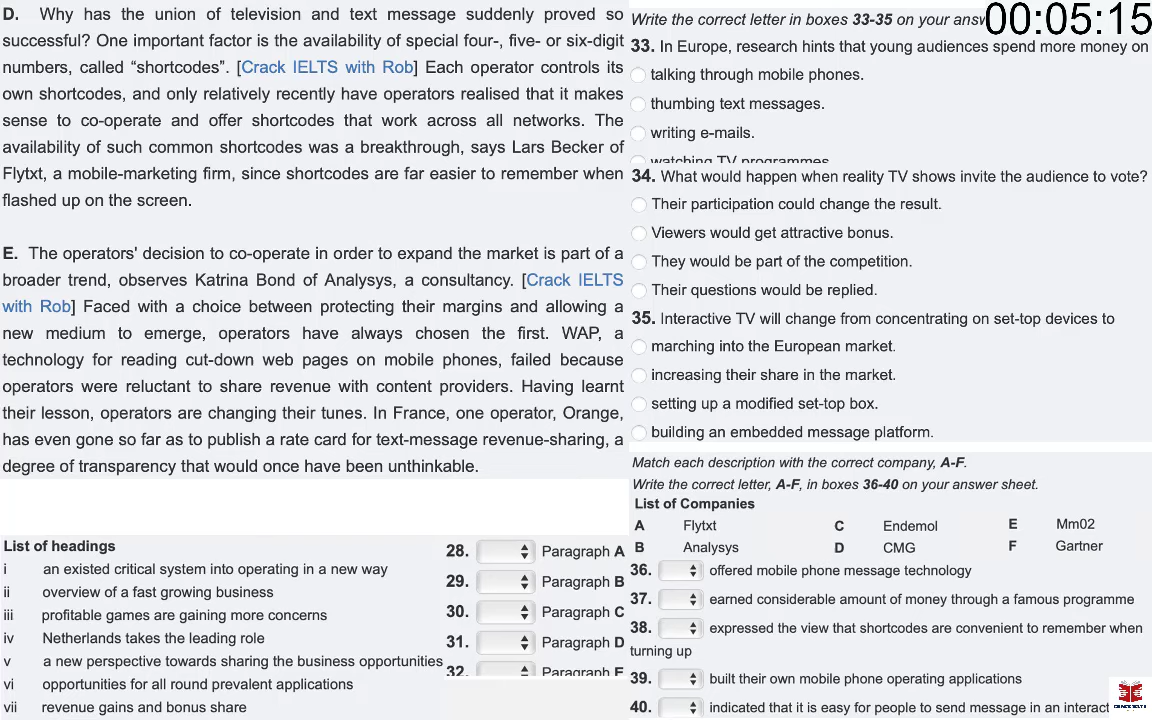 D. Why has the union of television and text message suddenly proved so
successful? One important factor is the availability of special four-, five- or six-digit
numbers, called “shortcodes”. [Crack IELTS with Rob] Each operator controls its
own shortcodes, and only relatively recently have operators realised that it makes
sense to co-operate and offer shortcodes that work across all networks. The
availability of such common shortcodes was a breakthrough, says Lars Becker of
Flytxt, a mobile-marketing firm, since shortcodes are far easier to remember when
flashed up on the screen.
E. The operators' decision to co-operate in order to expand the market is part of a
broader trend, observes Katrina Bond of Analysys, a consultancy. [Crack IELTS
with Rob] Faced with a choice between protecting their margins and allowing a
new medium to emerge, operators have always chosen the first. WAP, a
technology for reading cut-down web pages on mobile phones, failed because
operators were reluctant to share revenue with content providers. Having learnt
their lesson, operators are changing their tunes. In France, one operator, Orange,
has even gone so far as to publish a rate card for text-message revenue-sharing, a
degree of transparency that would once have been unthinkable.
List of headings
i an existed critical system into operating in a new way
ii overview of a fast growing business
iii profitable games are gaining more concerns
iv Netherlands takes the leading role
v a new perspective towards sharing the business opportunities
vi opportunities for all round prevalent applications
vii revenue gains and bonus share
28. Paragraph A
29. Paragraph B
30. Paragraph C
31. Paragraph D
32. Paragraph E
00:05:15
Write the correct letter in boxes 33-35 on your
33. In Europe, research hints that young audiences spend more money on
talking through mobile phones.
thumbing text messages.
writing e-mails.
watching TV programmes
34. What would happen when reality TV shows invite the audience to vote?
Their participation could change the result.
Viewers would get attractive bonus.
They would be part of the competition.
Their questions would be replied.
35. Interactive TV will change from concentrating on set-top devices to
marching into the European market.
increasing their share in the market.
setting up a modified set-top box.
building an embedded message platform.
Match each description with the correct company, A-F.
Write the correct letter, A-F, in boxes 36-40 on your answer sheet.
List of Companies
A Flytxt C Endemol E Mm02
B Analysys D CMG F Gartner
36. offered mobile phone message technology
37. earned considerable amount of money through a famous programme
38. expressed the view that shortcodes are convenient to remember when
turning up
39. built their own mobile phone operating applications
40. indicated that it is easy for people to send message in an